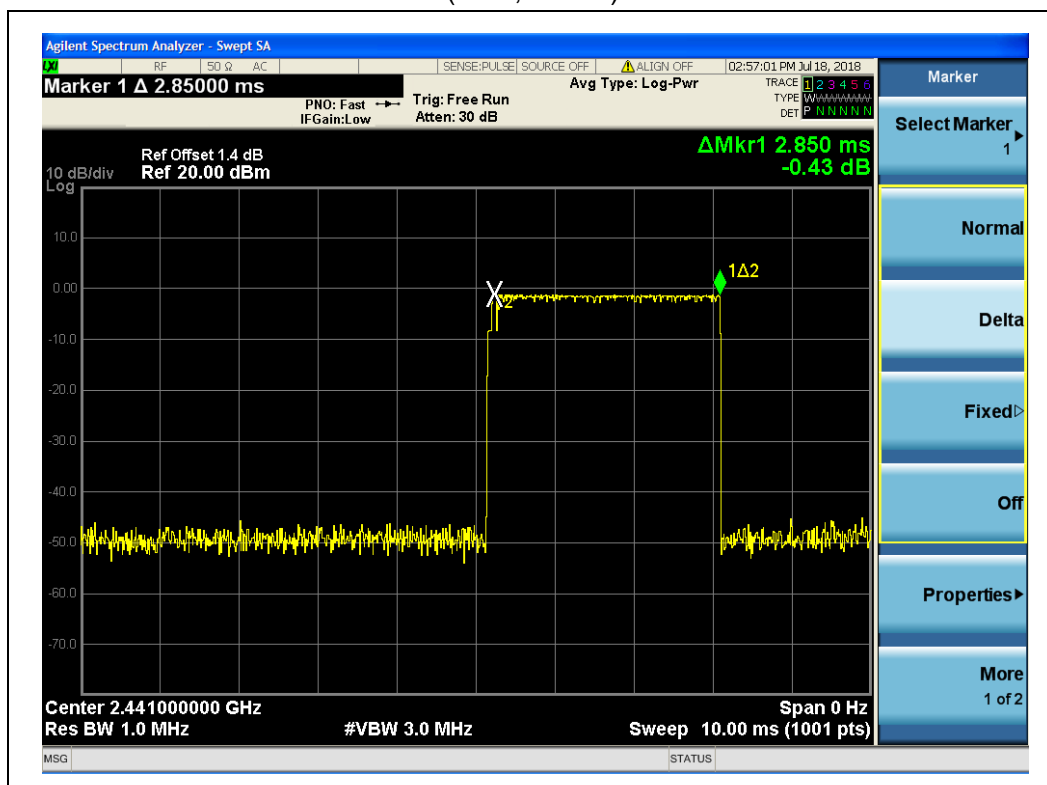 Agilent Spectrum Analyzer - Swept SA
LXI RF 50 Ω AC SENSE:PULSE SOURCE OFF ALIGN OFF 02:57:01 PM Jul 18, 2018
Marker 1 Δ 2.85000 ms
PNO: Fast
IFGain:Low
Trig: Free Run
Atten: 30 dB
Avg Type: Log-Pwr
TRACE 1 2 3 4 5 6
TYPE WWWWWW
DET P N N N N N
ΔMkr1 2.850 ms
-0.43 dB
Ref Offset 1.4 dB
10 dB/div Ref 20.00 dBm
Log
10.0
0.00
-10.0
-20.0
-30.0
-40.0
-50.0
-60.0
-70.0
X2
1Δ2
Center 2.441000000 GHz Span 0 Hz
Res BW 1.0 MHz #VBW 3.0 MHz Sweep 10.00 ms (1001 pts)
MSG STATUS
Marker
Select Marker
1
Normal
Delta
Fixed
Off
Properties
More
1 of 2